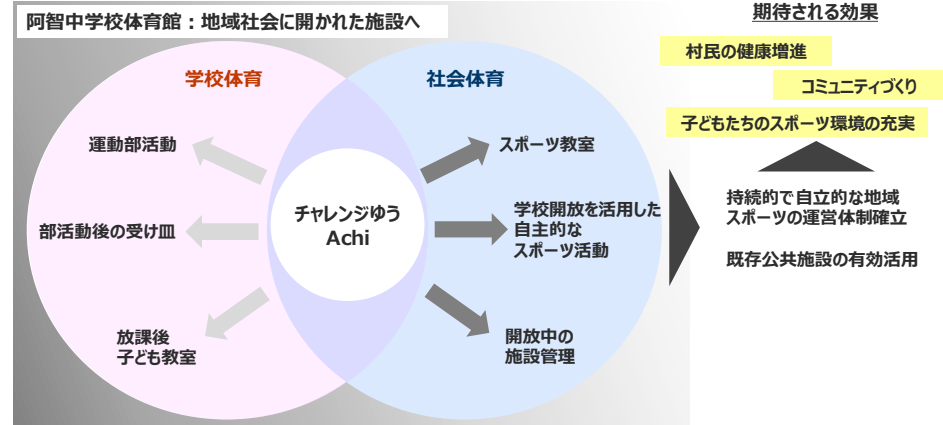 阿智中学校体育館：地域社会に開かれた施設へ
学校体育
運動部活動
部活動後の受け皿
放課後
子ども教室
チャレンジゆう
Achi
社会体育
スポーツ教室
学校開放を活用した
自主的な
スポーツ活動
開放中の
施設管理
期待される効果
村民の健康増進
コミュニティづくり
子どもたちのスポーツ環境の充実
持続的で自立的な地域
スポーツの運営体制確立
既存公共施設の有効活用